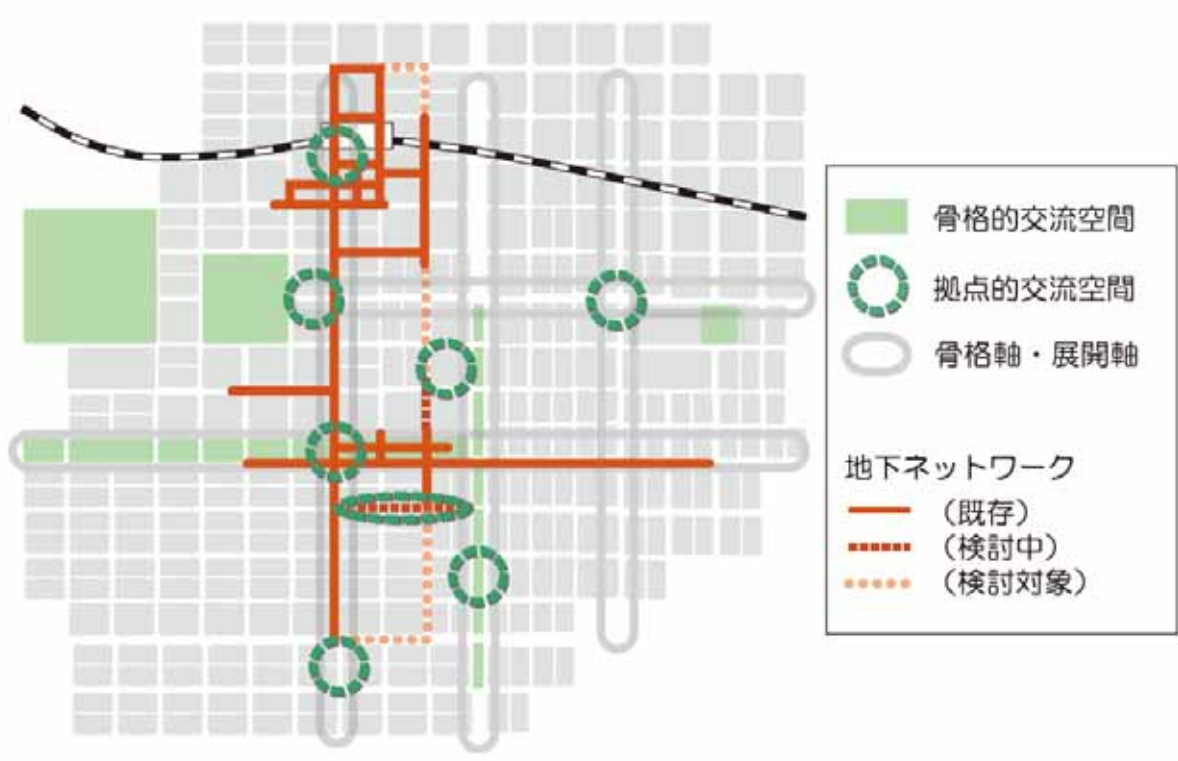 骨格的交流空間
拠点的交流空間
骨格軸・展開軸
地下ネットワーク
（既存）
（検討中）
（検討対象）